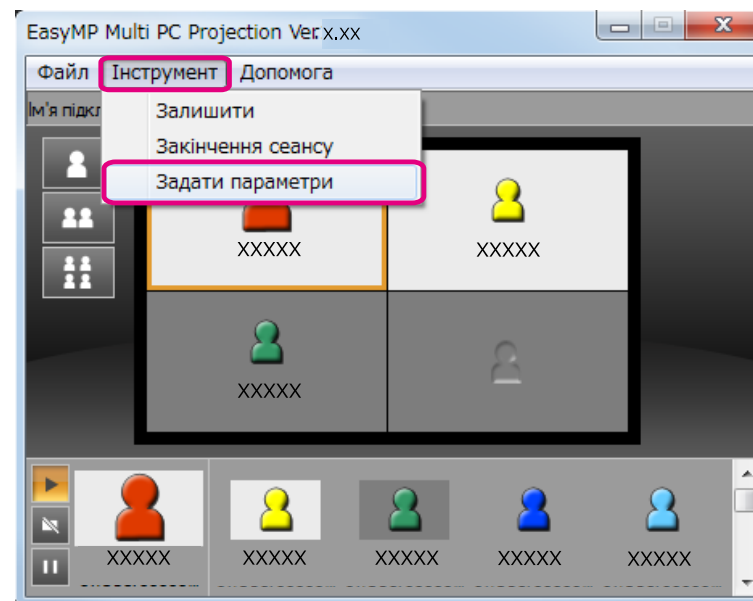 EasyMP Multi PC Projection Ver.x.xx
Файл Інструмент Допомога
Ім'я
Залишити
Закінчення сеансу
Задати параметри
XXXXX XXXXX
XXXXX
XXXXX XXXXX XXXXX XXXXX XXXXX